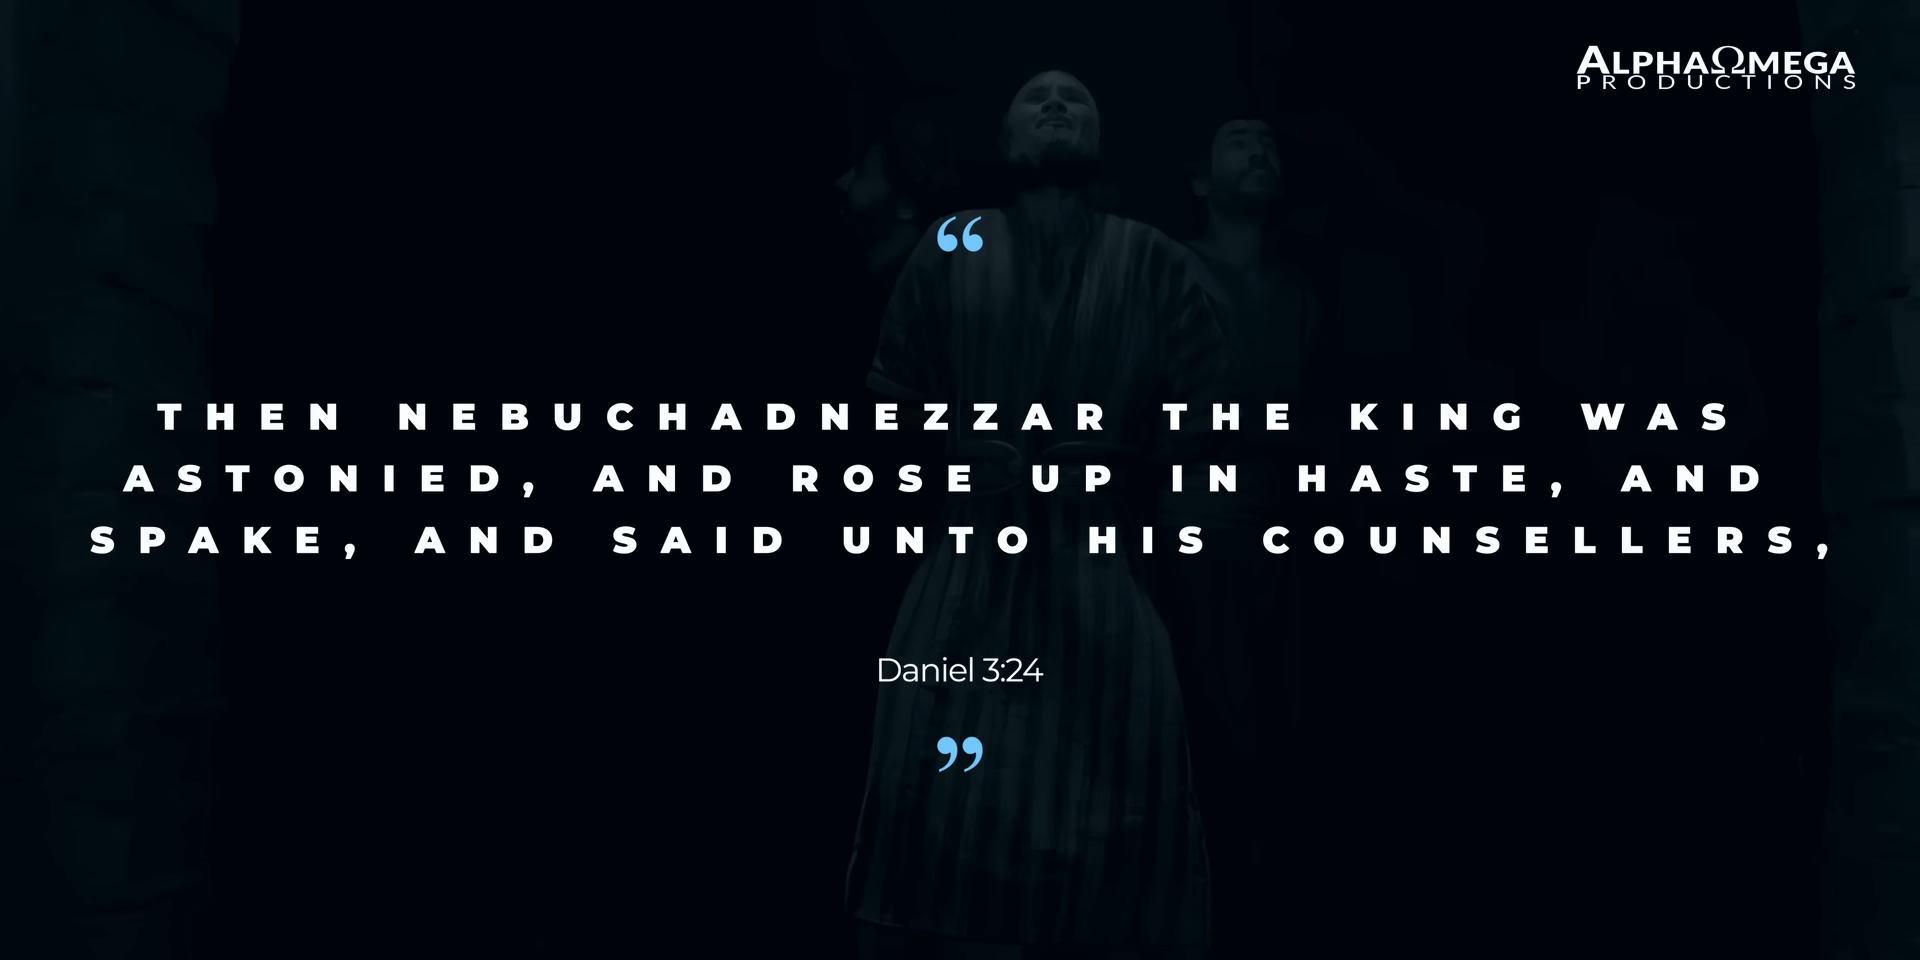 ALPHAΩMEGA
PRODUCTIONS
“
THEN NEBUCHADNEZZAR THE KING WAS
ASTONIED, AND ROSE UP IN HASTE, AND
SPAKE, AND SAID UNTO HIS COUNSELLERS,
Daniel 3:24
”